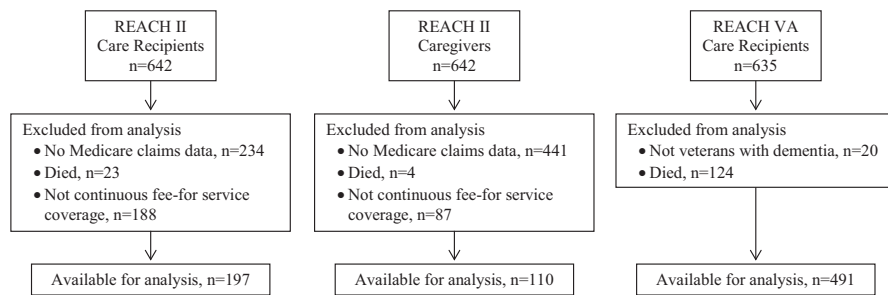 REACH II
Care Recipients
n=642
Excluded from analysis
• No Medicare claims data, n=234
• Died, n=23
• Not continuous fee-for service
coverage, n=188
Available for analysis, n=197
REACH II
Caregivers
n=642
Excluded from analysis
• No Medicare claims data, n=441
• Died, n=4
• Not continuous fee-for service
coverage, n=87
Available for analysis, n=110
REACH VA
Care Recipients
n=635
Excluded from analysis
• Not veterans with dementia, n=20
• Died, n=124
Available for analysis, n=491